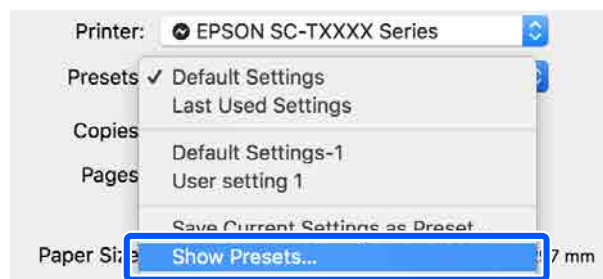 Printer: EPSON SC-TXXXX Series
Presets ✓ Default Settings
Last Used Settings
Copies
Default Settings-1
Pages User setting 1
Save Current Settings as Preset...
Paper Size Show Presets... 7 mm